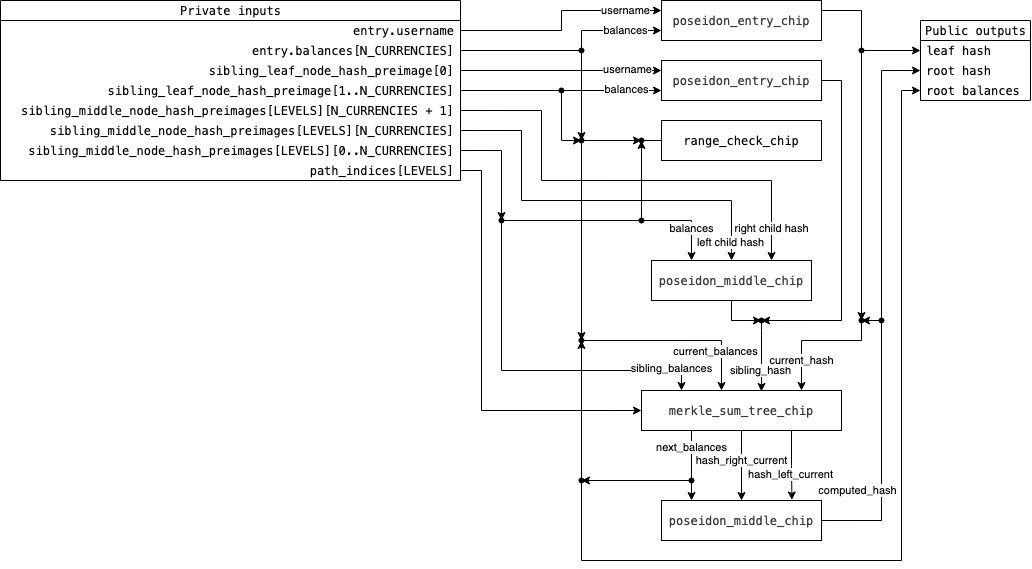 Private inputs
entry.username
entry.balances[N_CURRENCIES]
sibling_leaf_node_hash_preimage[0]
sibling_leaf_node_hash_preimage[1..N_CURRENCIES]
sibling_middle_node_hash_preimages[LEVELS][N_CURRENCIES + 1]
sibling_middle_node_hash_preimages[LEVELS][N_CURRENCIES]
sibling_middle_node_hash_preimages[LEVELS][0..N_CURRENCIES]
path_indices[LEVELS]
username
balances
poseidon_entry_chip
username
balances
poseidon_entry_chip
range_check_chip
Public outputs
leaf hash
root hash
root balances
balances
right child hash
left child hash
poseidon_middle_chip
current_balances
current_hash
sibling_balances
sibling_hash
merkle_sum_tree_chip
next_balances
hash_right_current
hash_left_current
computed_hash
poseidon_middle_chip